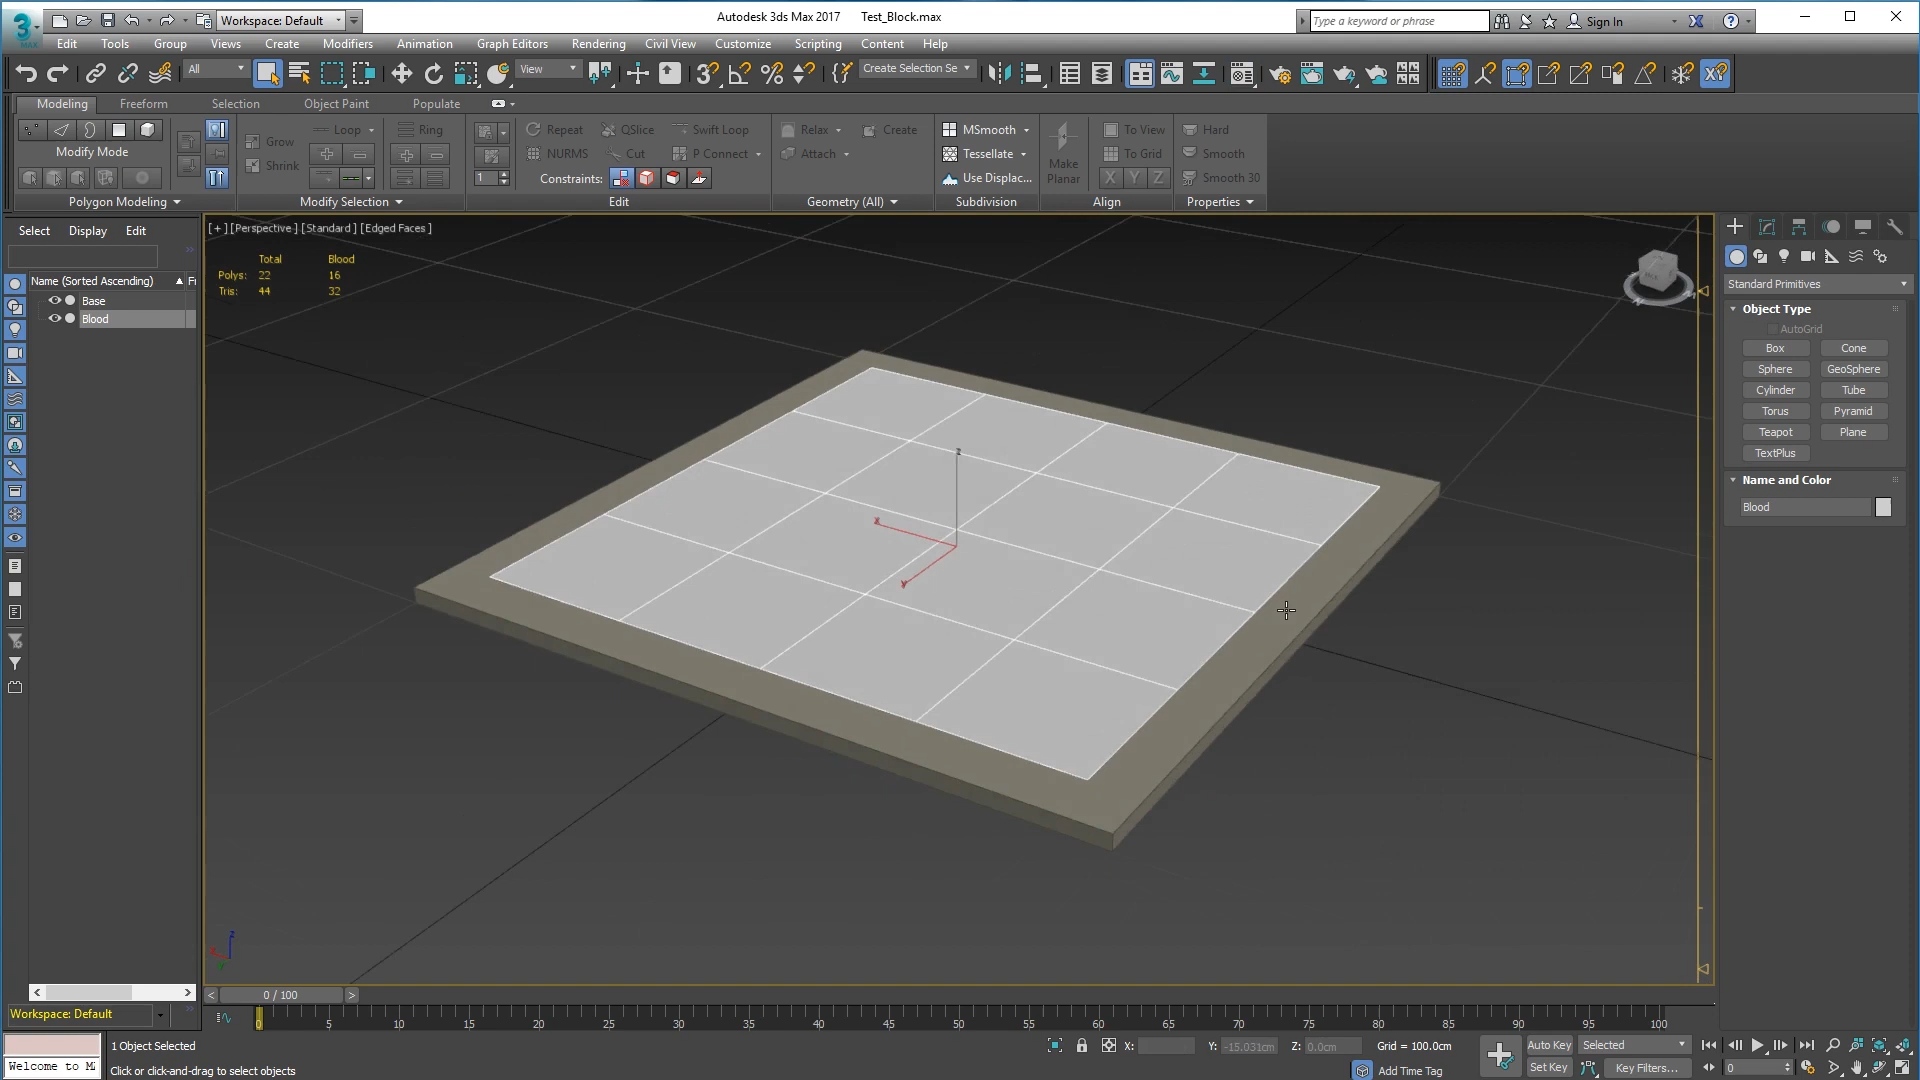 Workspace: Default
Autodesk 3ds Max 2017 Test_Block.max
Type a keyword or phrase
Sign In
Edit Tools Group Views Create Modifiers Animation Graph Editors Rendering Civil View Customize Scripting Content Help
All
View
Create Selection Se
Modeling Freeform Selection Object Paint Populate
Modify Mode
Polygon Modeling
Grow
Shrink
Loop
Ring
Modify Selection
1
Repeat QSlice Swift Loop
NURMS Cut P Connect
Constraints:
Edit
Relax Create
Attach
Geometry (All)
MSmooth
Tessellate
Use Displac...
Subdivision
Make
Planar
To View
To Grid
X Y Z
Align
Hard
Smooth
Smooth 30
Properties
Select Display Edit
Name (Sorted Ascending) Fr
Base
Blood
[+] [Perspective] [Standard] [Edged Faces]
Total Blood
Polys: 22 16
Tris: 44 32
z
x
y
Standard Primitives
Object Type
AutoGrid
Box Cone
Sphere GeoSphere
Cylinder Tube
Torus Pyramid
Teapot Plane
TextPlus
Name and Color
Blood
0 / 100
Workspace: Default
0 5 10 15 20 25 30 35 40 45 50 55 60 65 70 75 80 85 90 95 100
1 Object Selected
Welcome to M
Click or click-and-drag to select objects
X: Y: -15.031cm Z: 0.0cm Grid = 100.0cm
Add Time Tag
Auto Key Selected
Set Key Key Filters...
0